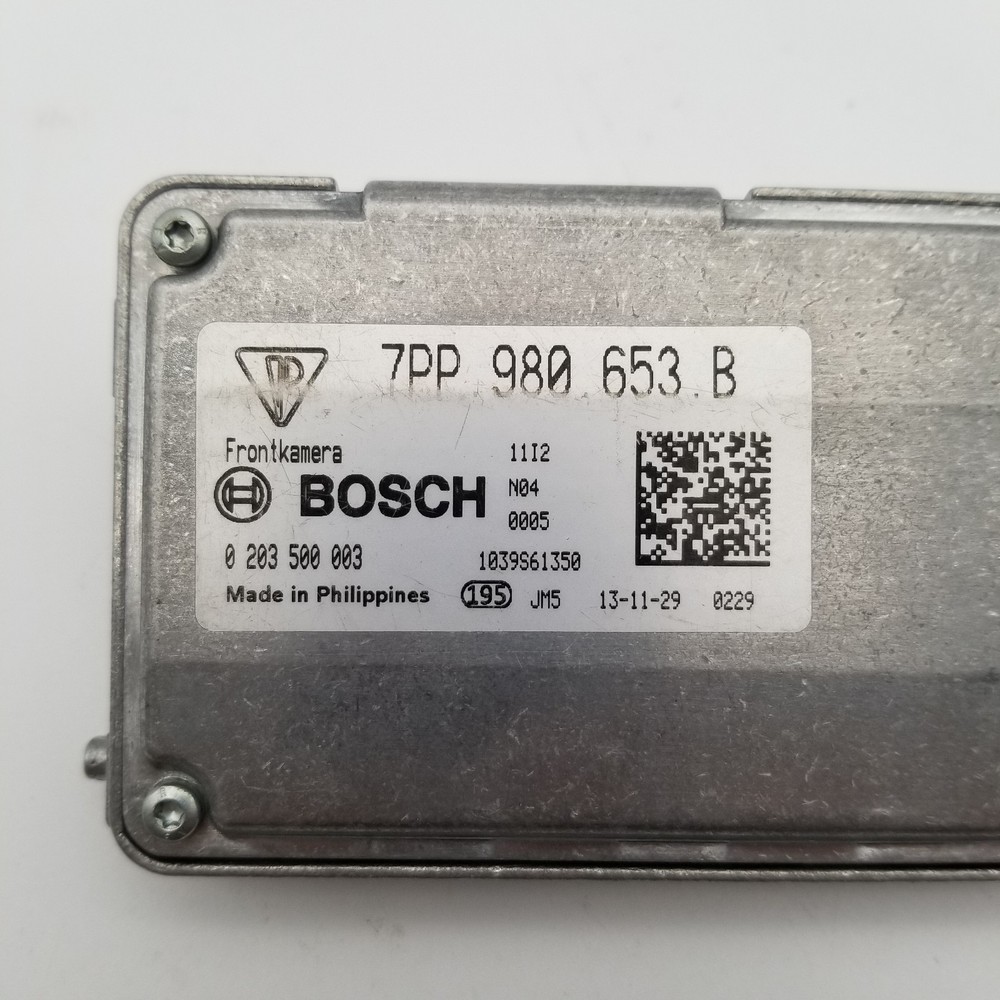 7PP.980.653.B
Frontkamera 11I2
BOSCH N04
0005
0 203 500 003 1039S61350
Made in Philippines 195 JM5 13-11-29 0229